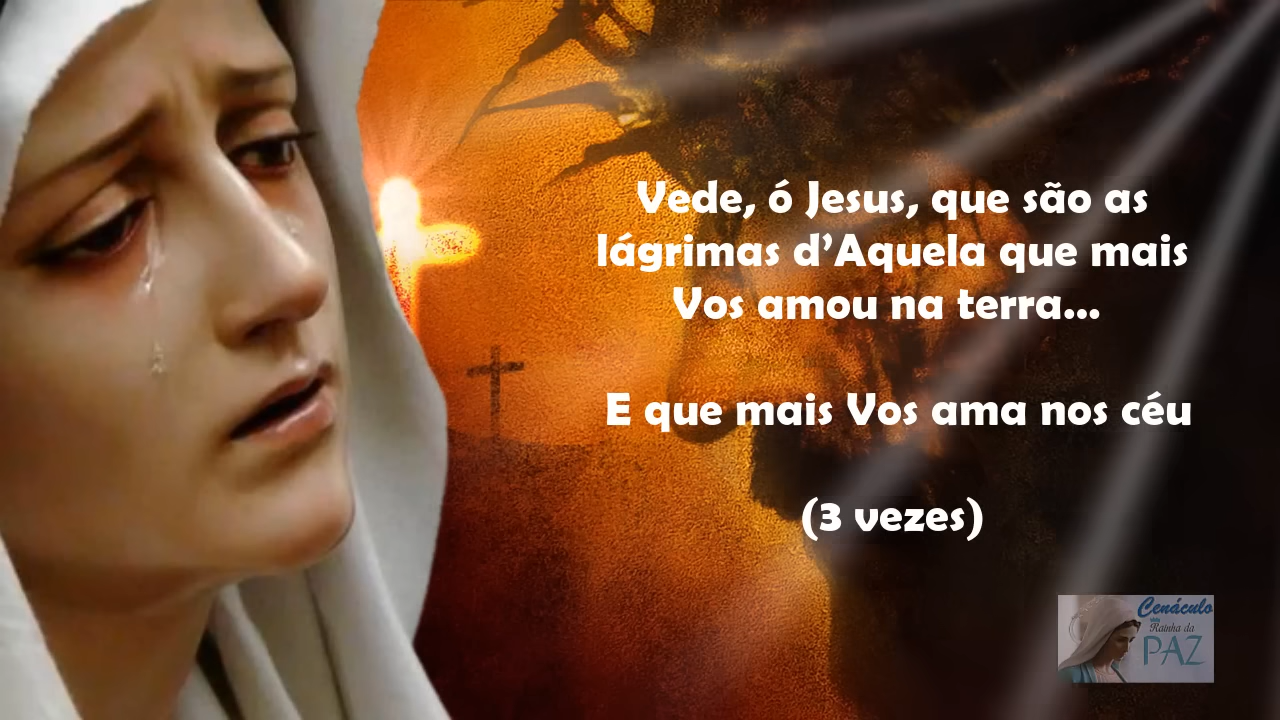 Vede, ó Jesus, que são as
lágrimas d’Aquela que mais
Vos amou na terra...
E que mais Vos ama nos céu
(3 vezes)
Cenáculo
Rainha da
PAZ